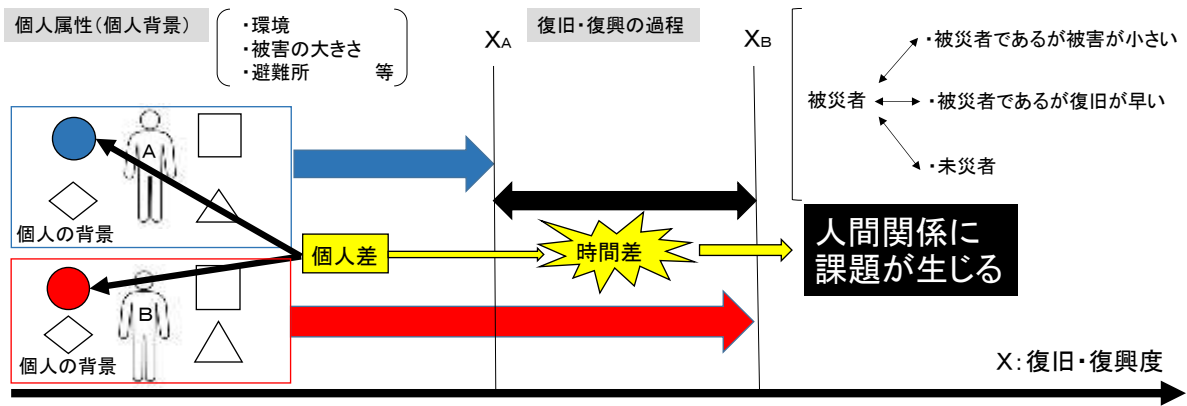 個人属性(個人背景)
・環境
・被害の大きさ
・避難所　　　等
XA
復旧・復興の過程
XB
・被災者であるが被害が小さい
被災者
・被災者であるが復旧が早い
・未災者
A
個人の背景
個人差
時間差
人間関係に
課題が生じる
B
個人の背景
X:復旧・復興度